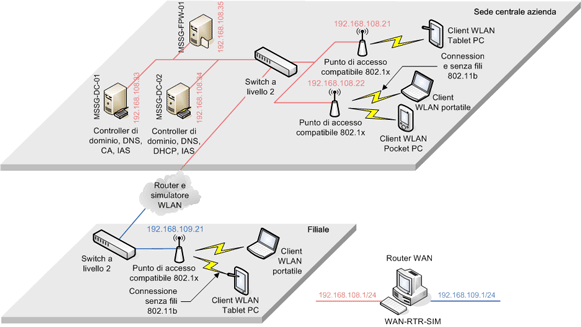 Sede centrale azienda
MSSG-FPW-01
192.168.108.35
192.168.108.21
Client WLAN
Tablet PC
Punto di accesso
compatibile 802.1x
Connession
e senza fili
802.11b
MSSG-DC-01
192.168.108.33
MSSG-DC-02
192.168.108.34
Switch a
livello 2
192.168.108.22
Client
WLAN portatile
Controller di
dominio, DNS,
CA, IAS
Controller di
dominio, DNS,
DHCP, IAS
Punto di accesso
compatibile 802.1x
Client WLAN
Pocket PC
Router e
simulatore
WLAN
Filiale
192.168.109.21
Switch a
livello 2
Punto di accesso
compatibile 802.1x
Client
WLAN
portatile
Connessione
senza fili
802.11b
Client WLAN
Tablet PC
Router WAN
192.168.108.1/24
192.168.109.1/24
WAN-RTR-SIM